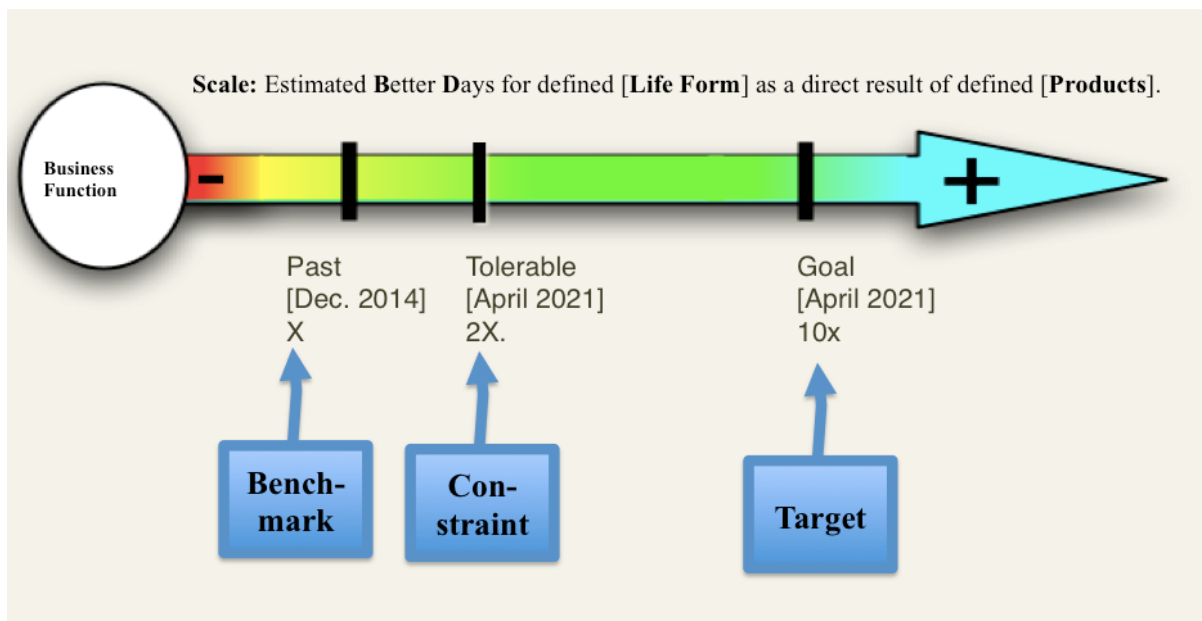 Scale: Estimated Better Days for defined [Life Form] as a direct result of defined [Products].
Business
Function
-
+
Past
[Dec. 2014]
X
Tolerable
[April 2021]
2X.
Goal
[April 2021]
10x
Bench-
mark
Con-
straint
Target